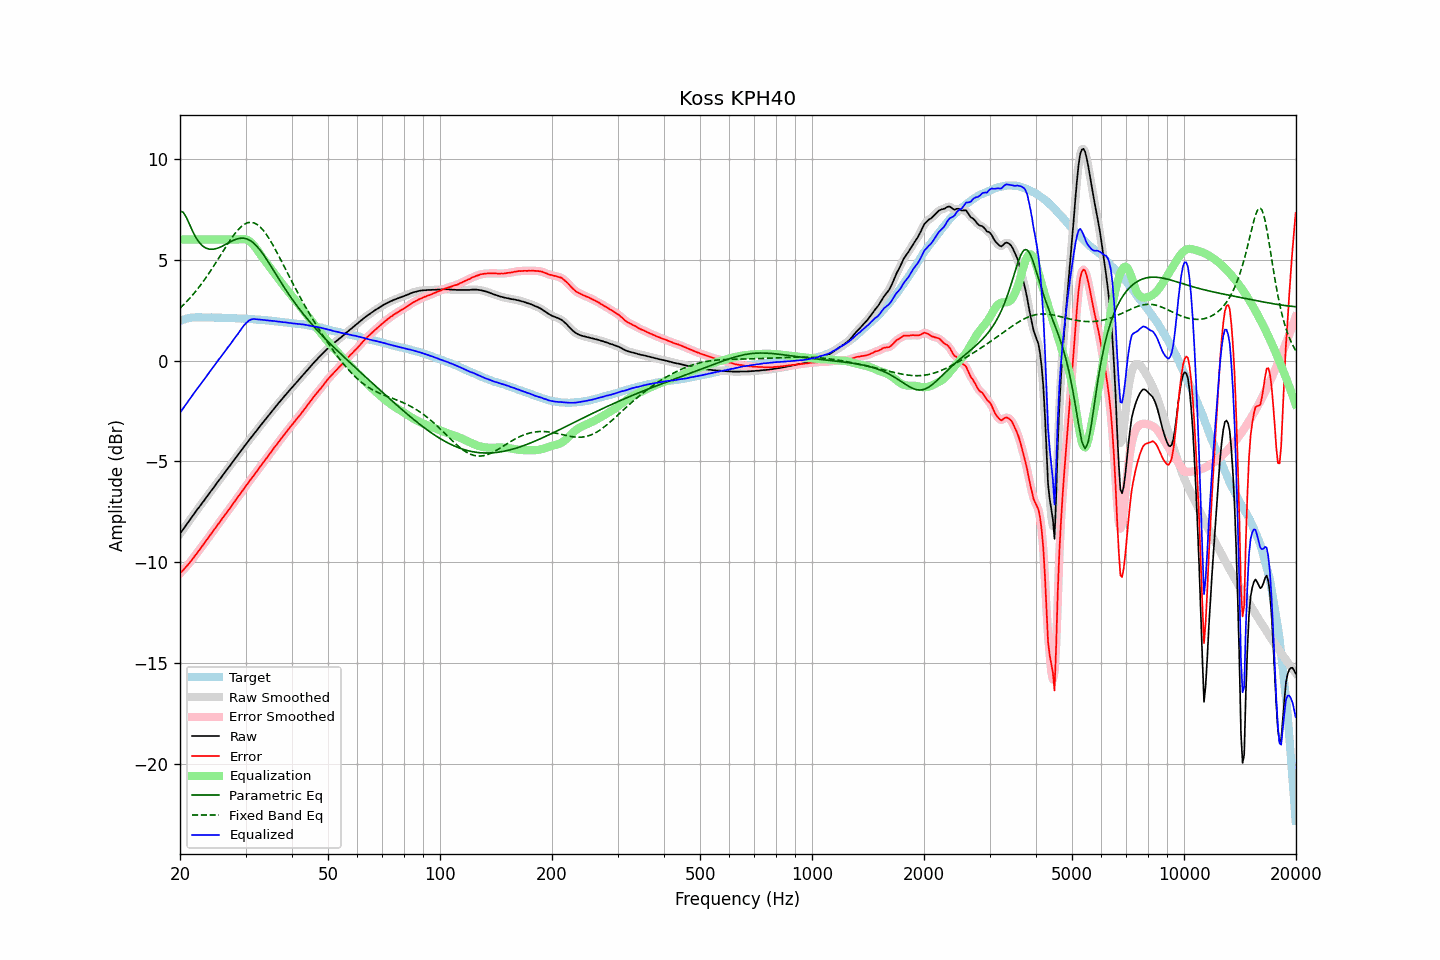 Koss KPH40
Amplitude (dBr)
10
5
0
−5
−10
−15
−20
Target
Raw Smoothed
Error Smoothed
Raw
Error
Equalization
Parametric Eq
Fixed Band Eq
Equalized
20 50 100 200 500 1000 2000 5000 10000 20000
Frequency (Hz)